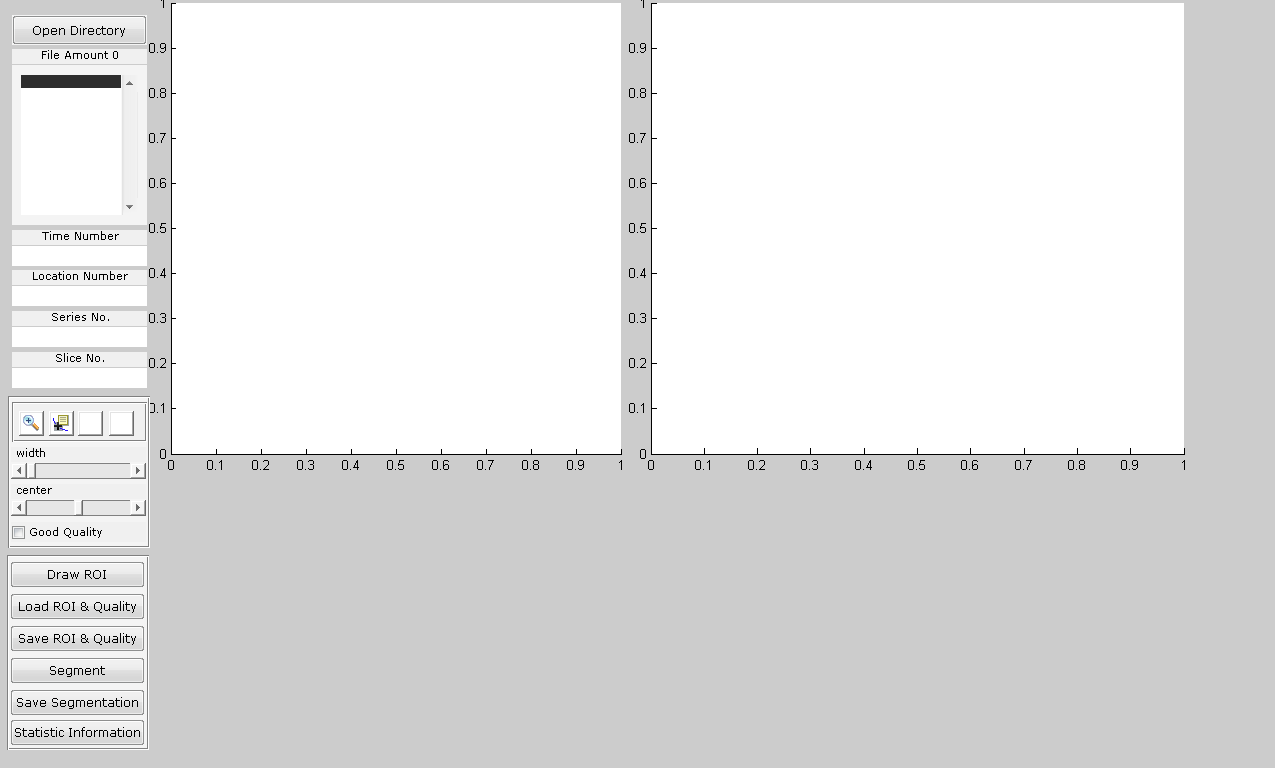 Open Directory
File Amount 0
Time Number
Location Number
Series No.
Slice No.
width
center
Good Quality
Draw ROI
Load ROI & Quality
Save ROI & Quality
Segment
Save Segmentation
Statistic Information
1
0.9
0.8
0.7
0.6
0.5
0.4
0.3
0.2
0.1
0
0 0.1 0.2 0.3 0.4 0.5 0.6 0.7 0.8 0.9 1
1
0.9
0.8
0.7
0.6
0.5
0.4
0.3
0.2
0.1
0
0 0.1 0.2 0.3 0.4 0.5 0.6 0.7 0.8 0.9 1